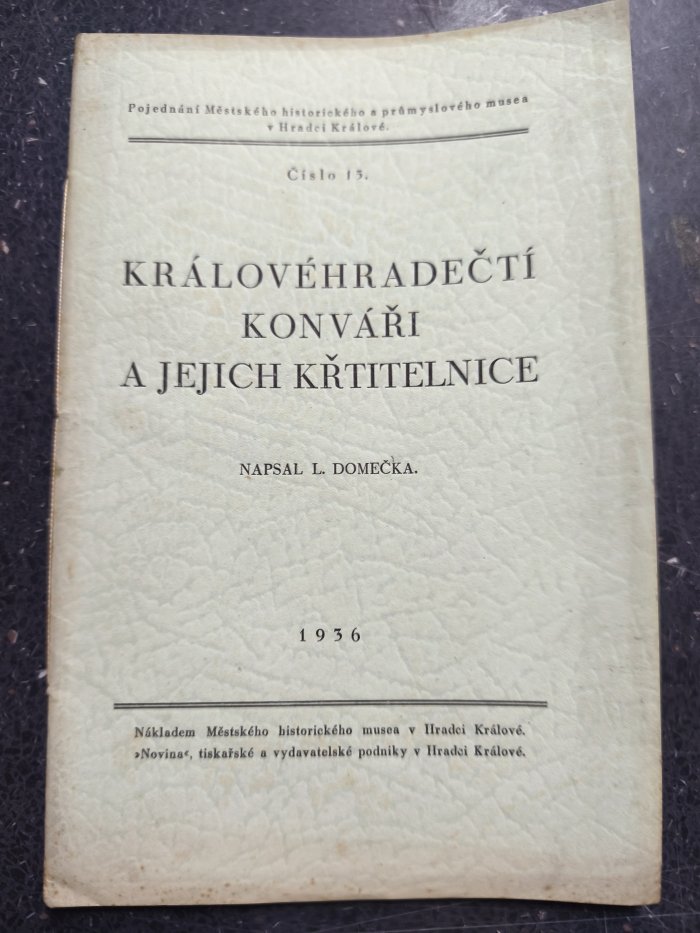 Pojednání Městského historického a průmyslového musea
v Hradci Králové.
Číslo 15.
KRÁLOVÉHRADEČTÍ
KONVÁŘI
A JEJICH KŘTITELNICE
NAPSAL L. DOMEČKA.
1936
Nákladem Městského historického musea v Hradci Králové.
»Novina«, tiskařské a vydavatelské podniky v Hradci Králové.